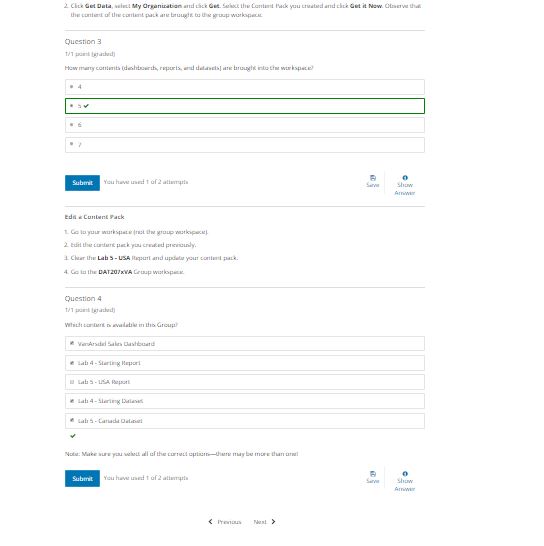 2. Click Get Data, select My Organization and click Get. Select the Content Pack you created and click Get it Now. Observe that
the content of the content pack are brought to the group workspace.
Question 3
1/1 point (graded)
How many contents (dashboards, reports, and datasets) are brought into the workspace?
4
5 ✔
6
7
Submit You have used 1 of 2 attempts
Save
Show
Answer
Edit a Content Pack
1. Go to your workspace (not the group workspace).
2. Edit the content pack you created previously.
3. Clear the Lab 5 - USA Report and update your content pack.
4. Go to the DAT207xVA Group workspace.
Question 4
1/1 point (graded)
Which content is available in this Group?
VanArsdel Sales Dashboard
Lab 4 - Starting Report
Lab 5 - USA Report
Lab 4 - Starting Dataset
Lab 5 - Canada Dataset
✔
Note: Make sure you select all of the correct options—there may be more than one!
Submit You have used 1 of 2 attempts
Save
Show
Answer
Previous Next